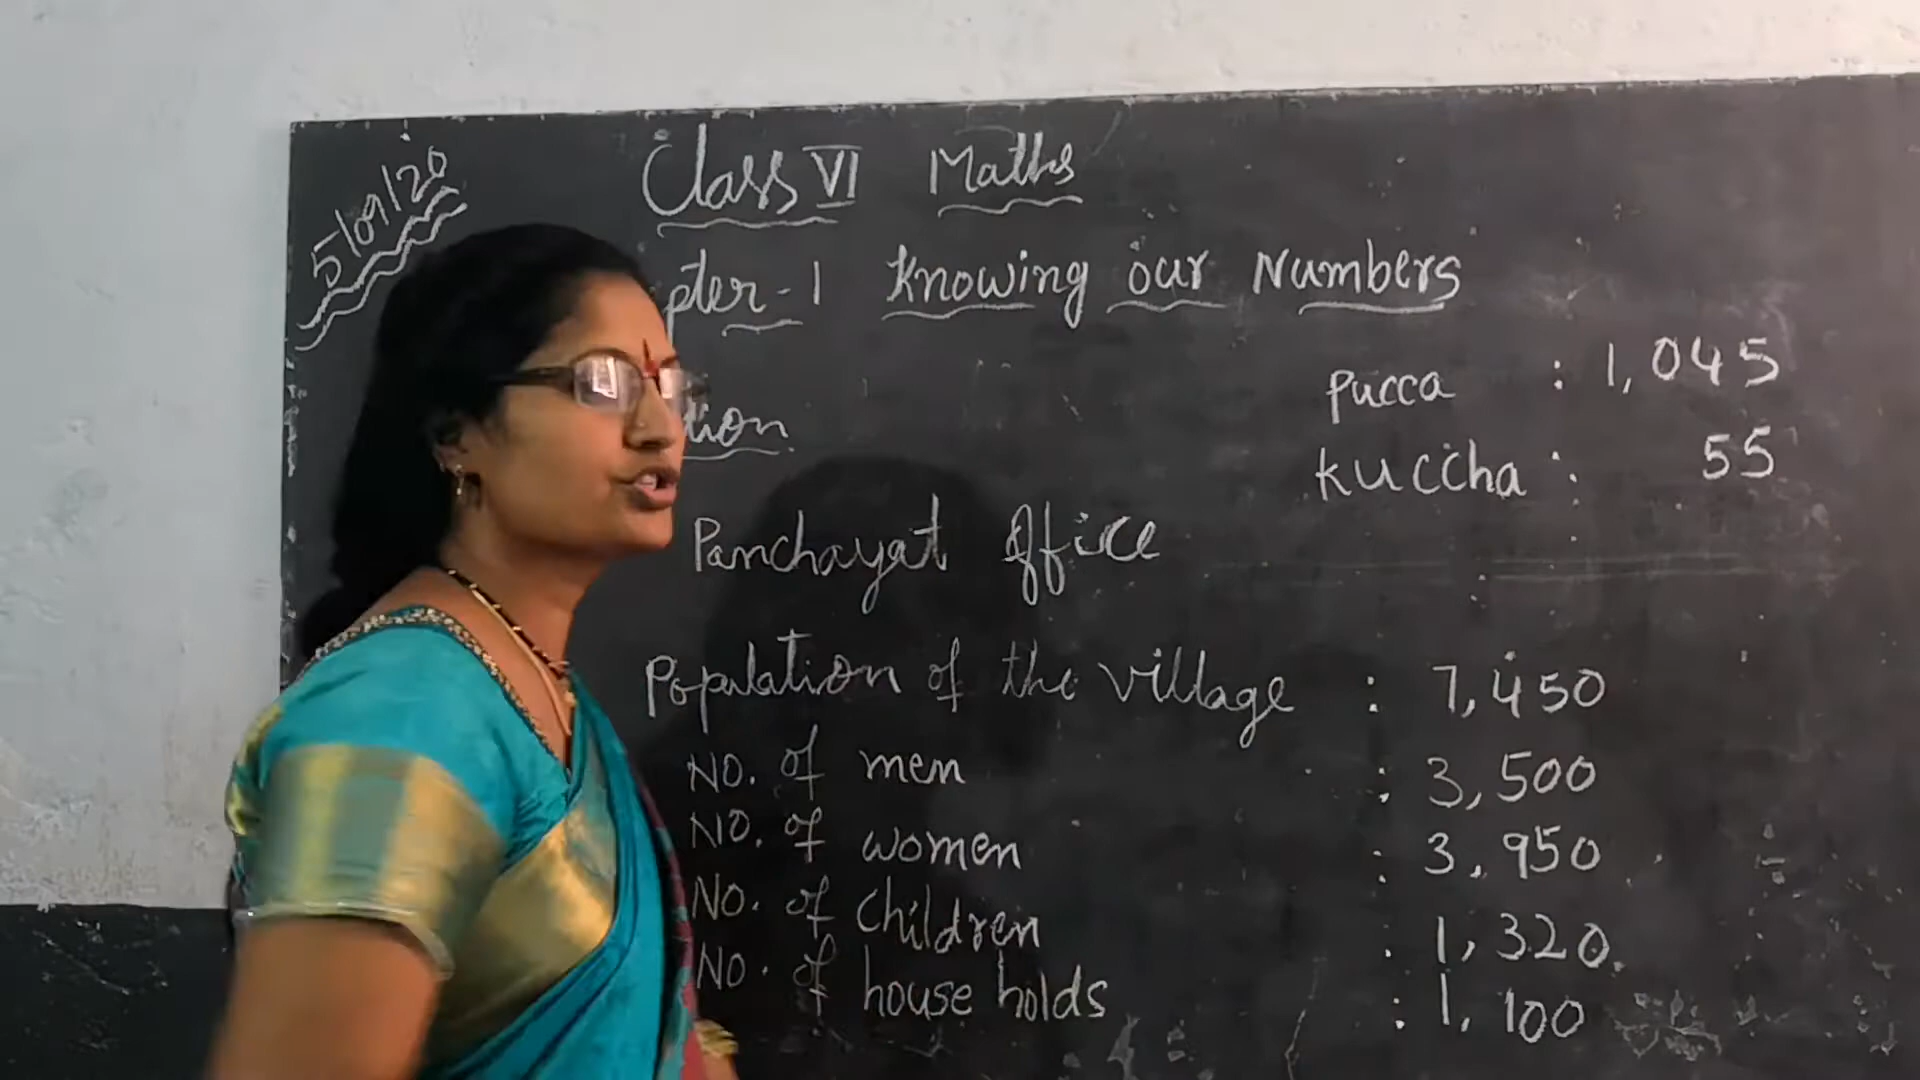 5/09/20
Class VI Maths
pter-1 Knowing our Numbers
pucca : 1,045
tion
kuccha : 55
Panchayat office
Population of the village : 7,450
No. of men : 3,500
No. of women : 3,950
No. of children : 1,320
No. of house holds : 1,100